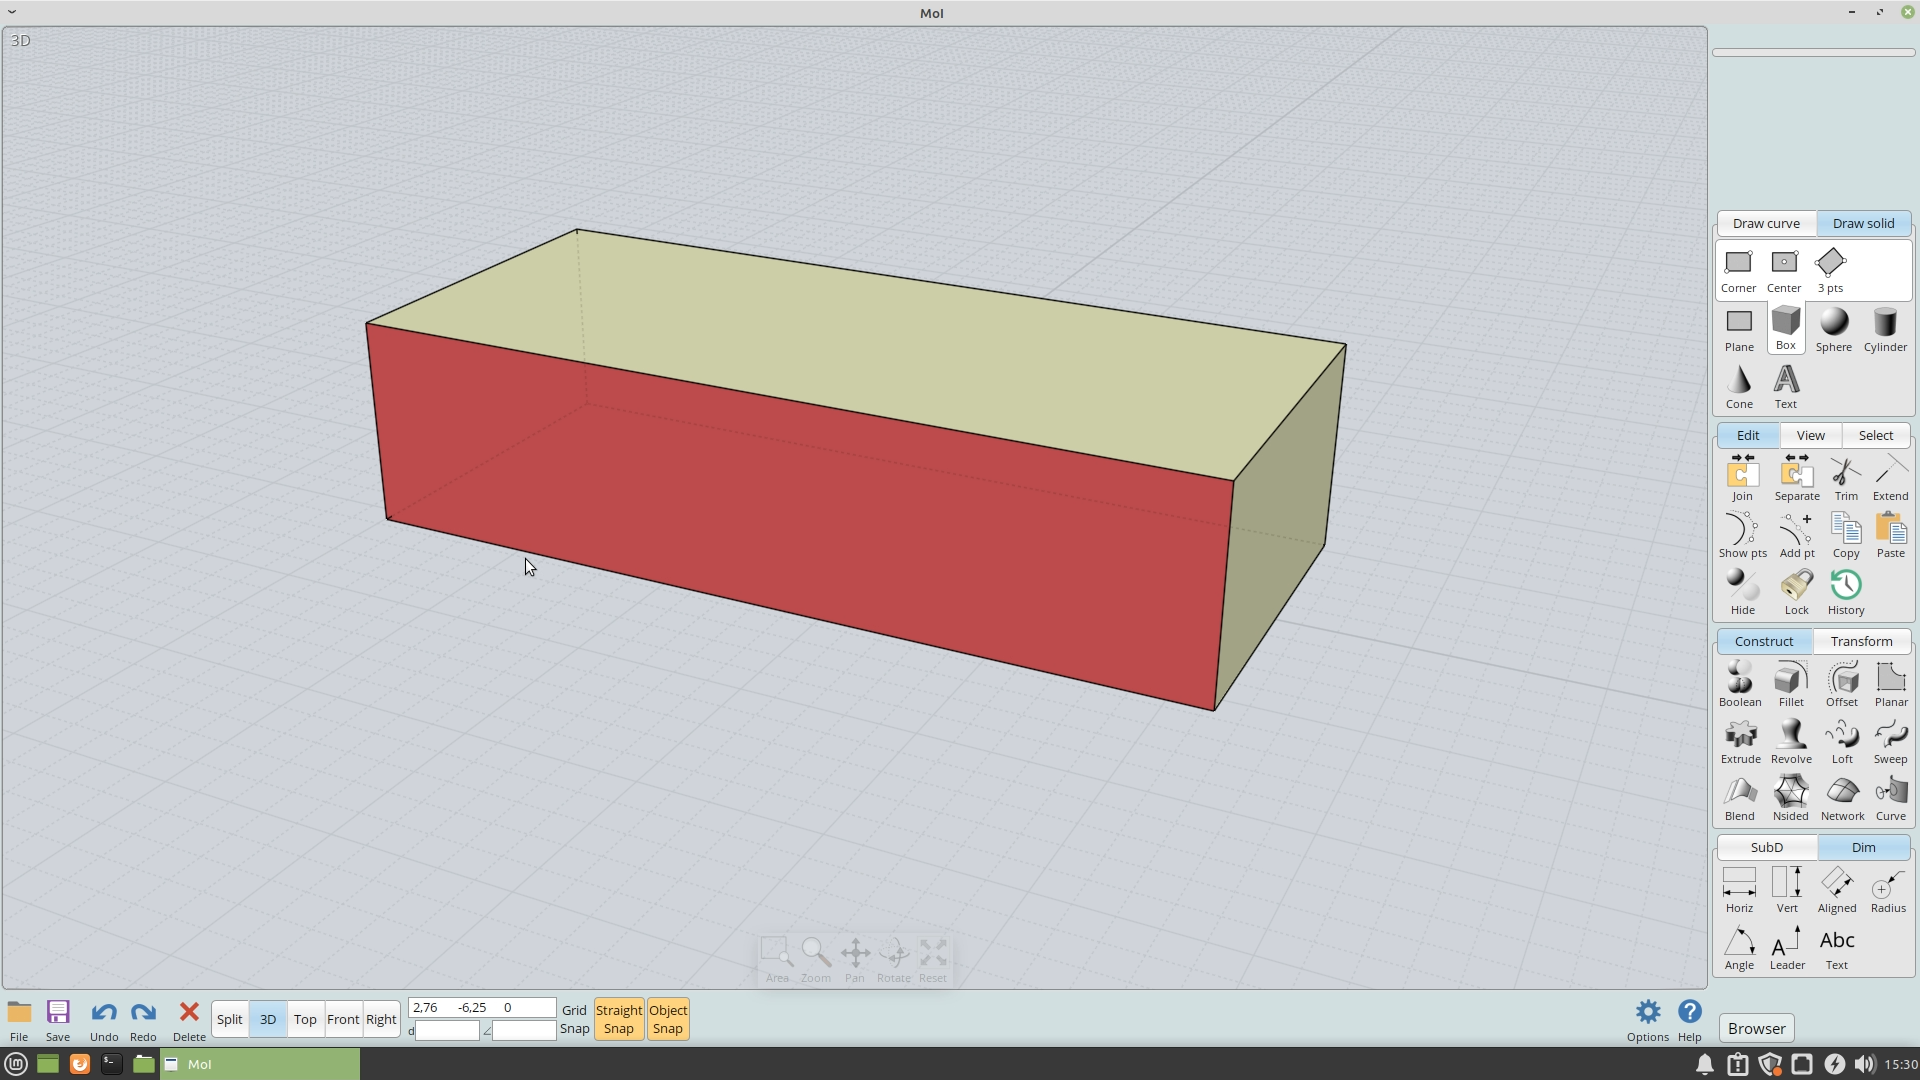 MoI
3D
Draw curve Draw solid
Corner Center 3 pts
Plane Box Sphere Cylinder
Cone Text
Edit View Select
Join Separate Trim Extend
Show pts Add pt Copy Paste
Hide Lock History
Construct Transform
Boolean Fillet Offset Planar
Extrude Revolve Loft Sweep
Blend Nsided Network Curve
SubD Dim
Horiz Vert Aligned Radius
Abc
Angle Leader Text
Area Zoom Pan Rotate Reset
File Save Undo Redo Delete
Split 3D Top Front Right
2,76 -6,25 0
d
Grid Snap
Straight Snap
Object Snap
Options Help
Browser
MoI
15:30